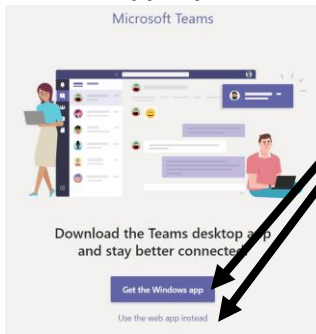 Microsoft Teams
Download the Teams desktop app
and stay better connected
Get the Windows app
Use the web app instead